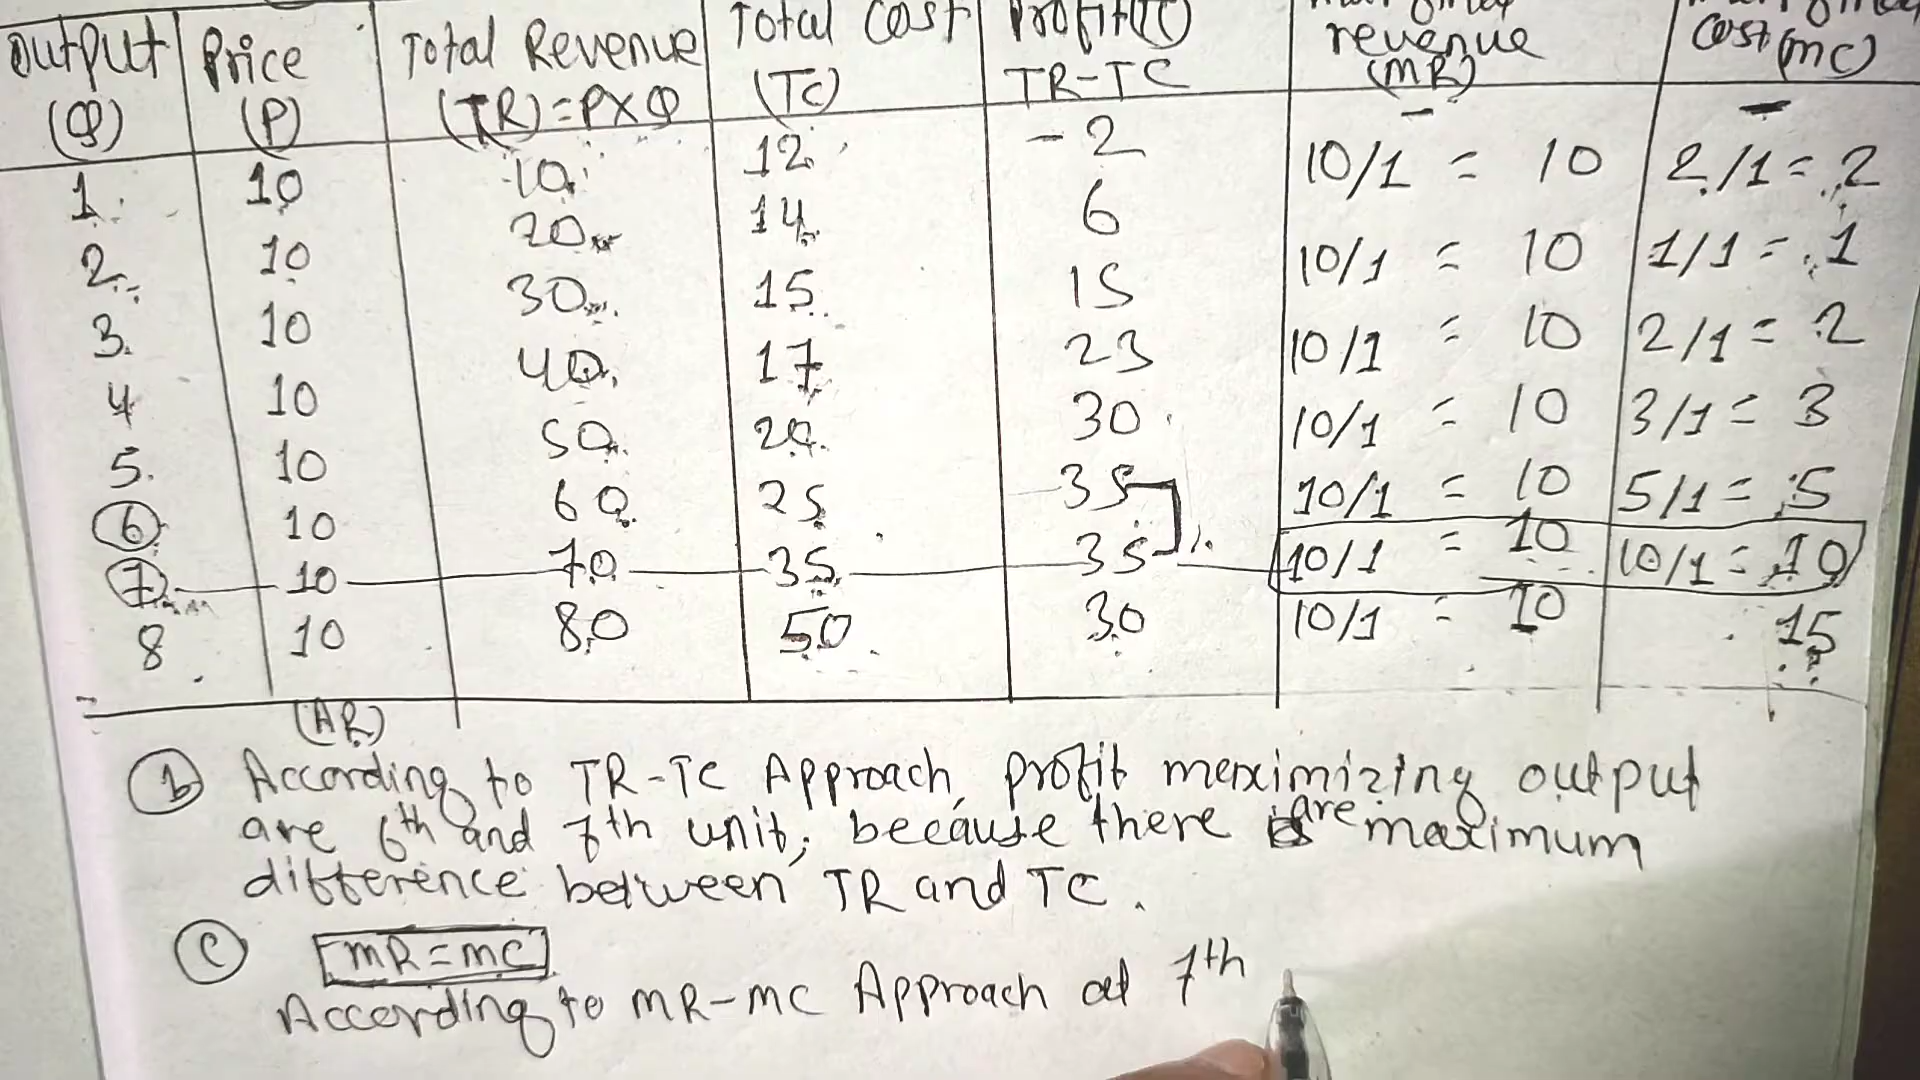 Output Price Total Revenue Total Cost Profit(π) revenue cost (MC)
(Q) (P) (TR)=P×Q (TC) TR-TC (MR)
1. 10 10 12 -2 - -
2. 10 20 14 6 10/1 = 10 2/1 = 2
3. 10 30 15 15 10/1 = 10 1/1 = 1
4 10 40 17 23 10/1 = 10 2/1 = 2
5. 10 50 20 30 10/1 = 10 3/1 = 3
6 10 60 25 35 10/1 = 10 5/1 = 5
7 10 70 35 35 10/1 = 10 10/1 = 10
8 10 80 50 30 10/1 = 10 15
(AR)
b According to TR-TC Approach, profit meximizing output
are 6th and 7th unit, because there are maximum
difference between TR and TC.
c MR=MC
According to MR-MC Approach at 7th